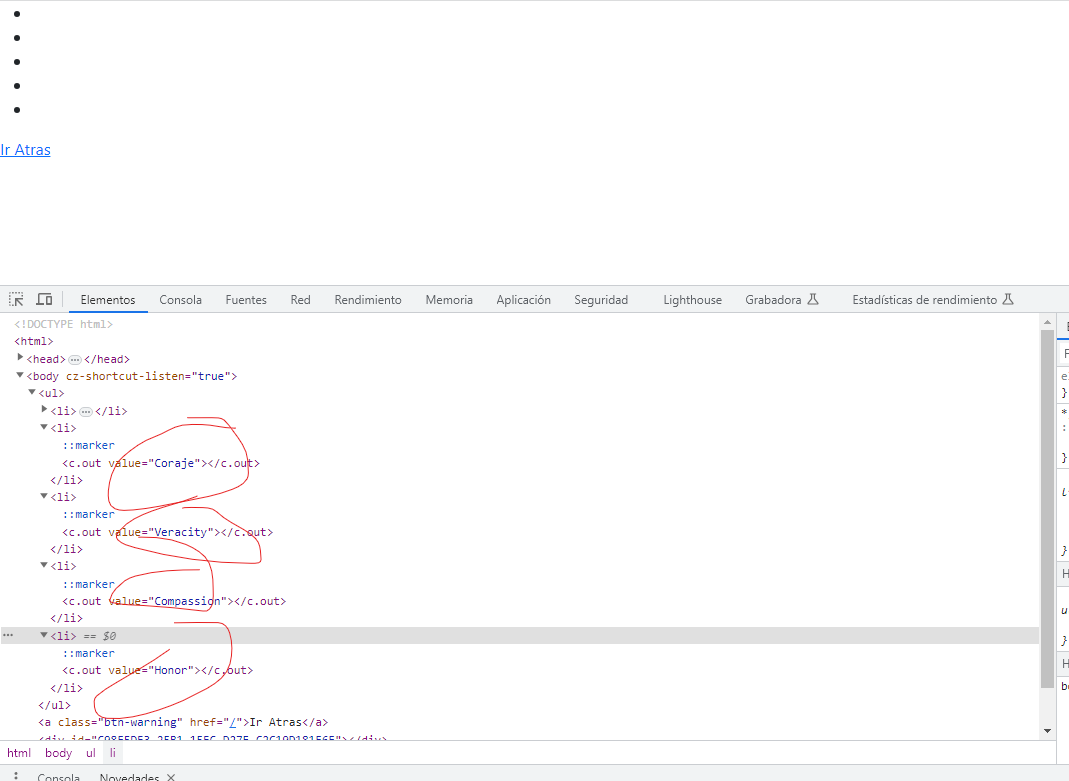 Ir Atras
Elementos Consola Fuentes Red Rendimiento Memoria Aplicación Seguridad Lighthouse Grabadora Estadísticas de rendimiento
<!DOCTYPE html>
<html>
<head> </head>
<body cz-shortcut-listen="true">
<ul>
<li> </li>
<li>
::marker
<c.out value="Coraje"></c.out>
</li>
<li>
::marker
<c.out value="Veracity"></c.out>
</li>
<li>
::marker
<c.out value="Compassion"></c.out>
</li>
<li> == $0
::marker
<c.out value="Honor"></c.out>
</li>
</ul>
<a class="btn-warning" href="/">Ir Atras</a>
html body ul li
Consola Novedades